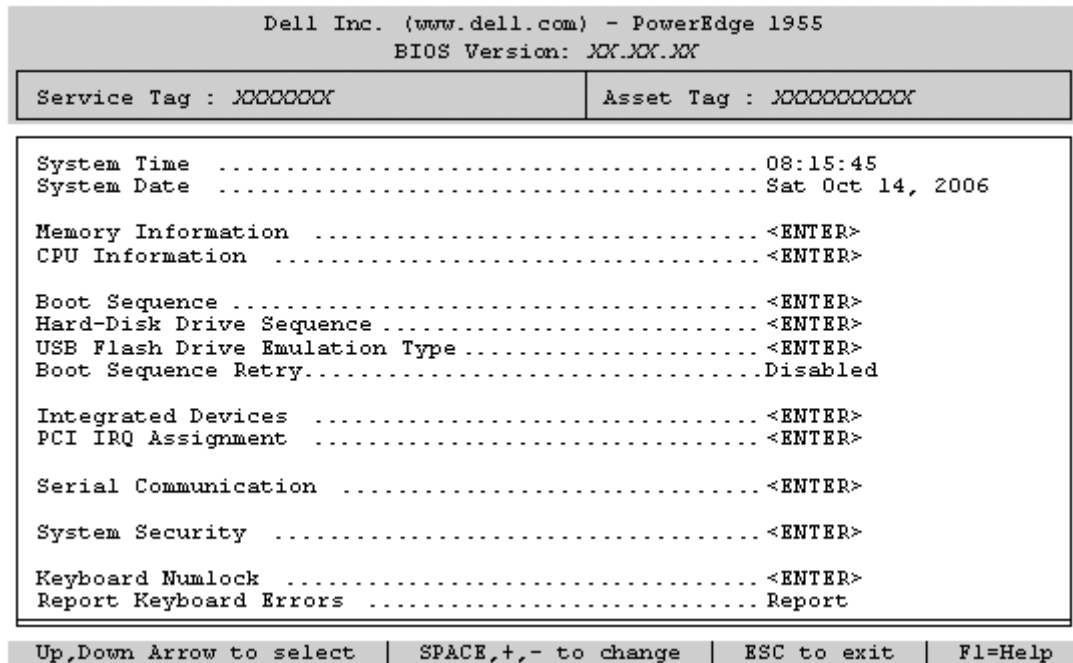 Dell Inc. (www.dell.com) - PowerEdge 1955
BIOS Version: XX.XX.XX
Service Tag : XXXXXXX Asset Tag : XXXXXXXXXX
System Time ....................................... 08:15:45
System Date ....................................... Sat Oct 14, 2006
Memory Information ................................ <ENTER>
CPU Information ................................... <ENTER>
Boot Sequence ...................................... <ENTER>
Hard-Disk Drive Sequence ........................... <ENTER>
USB Flash Drive Emulation Type ..................... <ENTER>
Boot Sequence Retry.................................Disabled
Integrated Devices ................................ <ENTER>
PCI IRQ Assignment ................................ <ENTER>
Serial Communication .............................. <ENTER>
System Security ................................... <ENTER>
Keyboard Numlock .................................. <ENTER>
Report Keyboard Errors ............................ Report
Up,Down Arrow to select | SPACE,+,- to change | ESC to exit | F1=Help